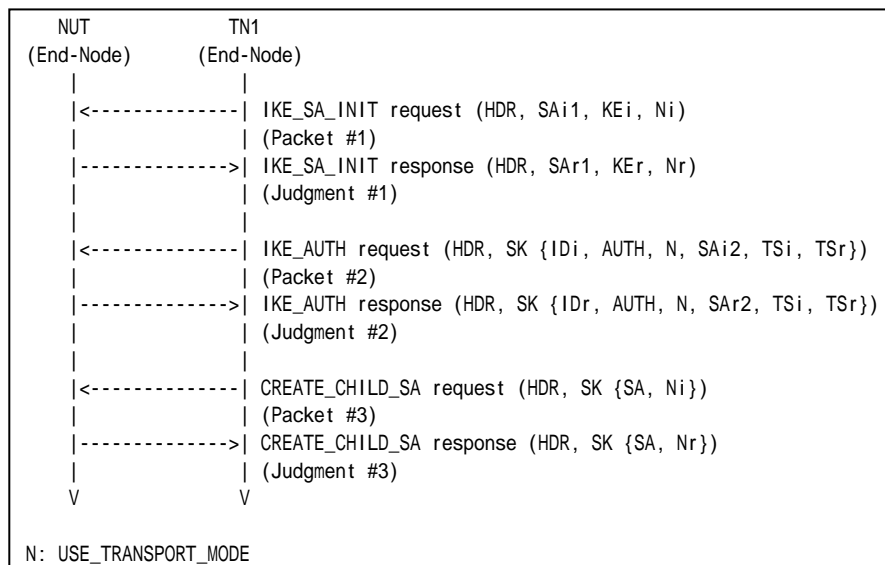 NUT TN1
(End-Node) (End-Node)
| |
|<--------------| IKE_SA_INIT request (HDR, SAi1, KEi, Ni)
| | (Packet #1)
|-------------->| IKE_SA_INIT response (HDR, SAr1, KEr, Nr)
| | (Judgment #1)
| |
|<--------------| IKE_AUTH request (HDR, SK {IDi, AUTH, N, SAi2, TSi, TSr})
| | (Packet #2)
|-------------->| IKE_AUTH response (HDR, SK {IDr, AUTH, N, SAr2, TSi, TSr})
| | (Judgment #2)
| |
|<--------------| CREATE_CHILD_SA request (HDR, SK {SA, Ni})
| | (Packet #3)
|-------------->| CREATE_CHILD_SA response (HDR, SK {SA, Nr})
| | (Judgment #3)
V V
N: USE_TRANSPORT_MODE